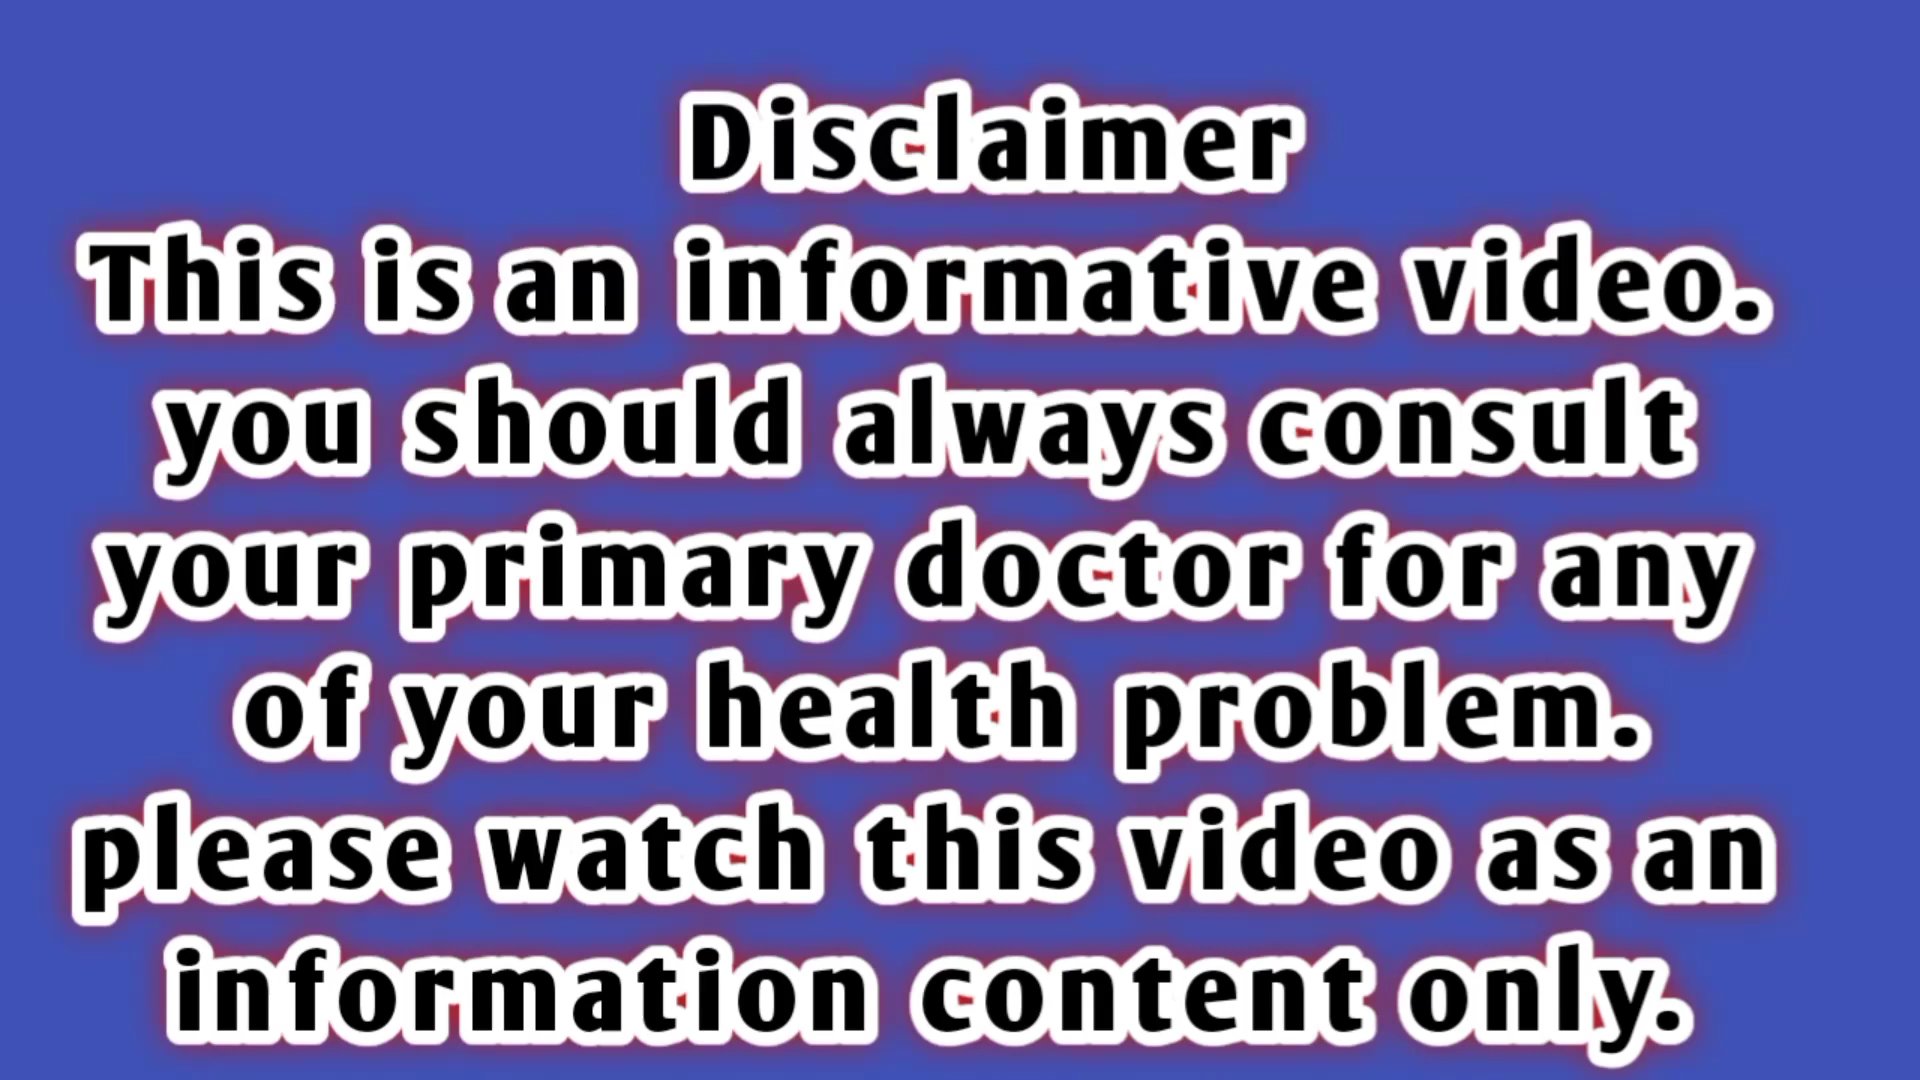 Disclaimer
This is an informative video.
you should always consult
your primary doctor for any
of your health problem.
please watch this video as an
information content only.